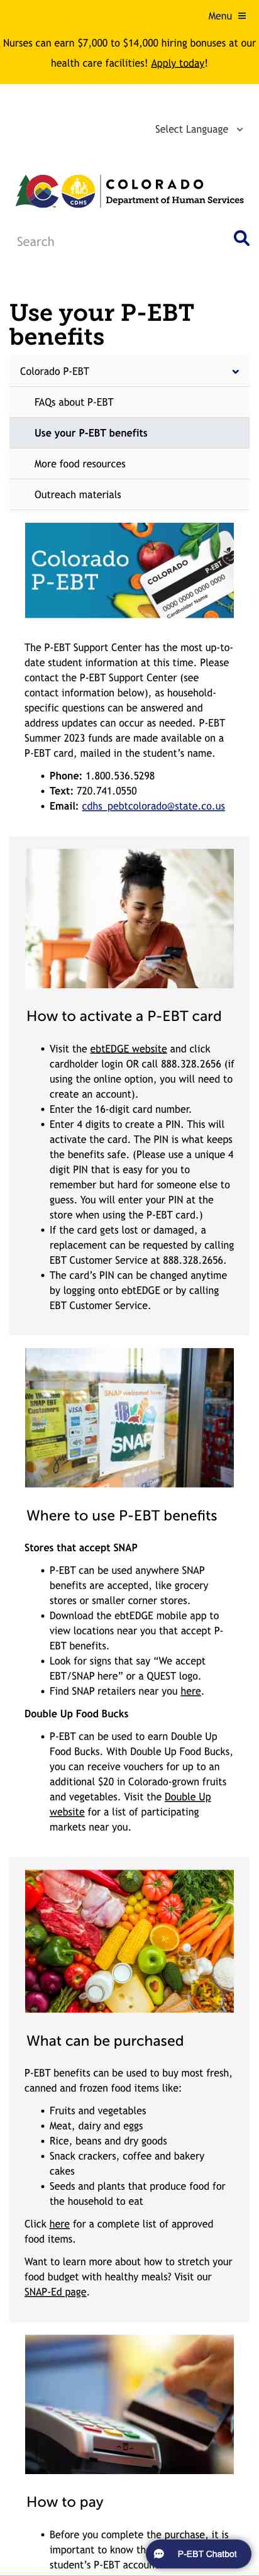 Menu
Nurses can earn $7,000 to $14,000 hiring bonuses at our
health care facilities! Apply today!
Select Language
CDHS
COLORADO
Department of Human Services
Search
Use your P-EBT
benefits
Colorado P-EBT
FAQs about P-EBT
Use your P-EBT benefits
More food resources
Outreach materials
Colorado
P-EBT
P-EBT
0000 0000 0000 0000
Cardholder Name
The P-EBT Support Center has the most up-to-
date student information at this time. Please
contact the P-EBT Support Center (see
contact information below), as household-
specific questions can be answered and
address updates can occur as needed. P-EBT
Summer 2023 funds are made available on a
P-EBT card, mailed in the student’s name.
• Phone: 1.800.536.5298
• Text: 720.741.0550
• Email: cdhs_pebtcolorado@state.co.us
How to activate a P-EBT card
• Visit the ebtEDGE website and click
cardholder login OR call 888.328.2656 (if
using the online option, you will need to
create an account).
• Enter the 16-digit card number.
• Enter 4 digits to create a PIN. This will
activate the card. The PIN is what keeps
the benefits safe. (Please use a unique 4
digit PIN that is easy for you to
remember but hard for someone else to
guess. You will enter your PIN at the
store when using the P-EBT card.)
• If the card gets lost or damaged, a
replacement can be requested by calling
EBT Customer Service at 888.328.2656.
• The card’s PIN can be changed anytime
by logging onto ebtEDGE or by calling
EBT Customer Service.
SNAP welcomed here
We Welcome
SNAP EBT
Customers
VISA
SNAP
Where to use P-EBT benefits
Stores that accept SNAP
• P-EBT can be used anywhere SNAP
benefits are accepted, like grocery
stores or smaller corner stores.
• Download the ebtEDGE mobile app to
view locations near you that accept P-
EBT benefits.
• Look for signs that say “We accept
EBT/SNAP here” or a QUEST logo.
• Find SNAP retailers near you here.
Double Up Food Bucks
• P-EBT can be used to earn Double Up
Food Bucks. With Double Up Food Bucks,
you can receive vouchers for up to an
additional $20 in Colorado-grown fruits
and vegetables. Visit the Double Up
website for a list of participating
markets near you.
What can be purchased
P-EBT benefits can be used to buy most fresh,
canned and frozen food items like:
• Fruits and vegetables
• Meat, dairy and eggs
• Rice, beans and dry goods
• Snack crackers, coffee and bakery
cakes
• Seeds and plants that produce food for
the household to eat
Click here for a complete list of approved
food items.
Want to learn more about how to stretch your
food budget with healthy meals? Visit our
SNAP-Ed page.
How to pay
• Before you complete the purchase, it is
important to know th
student’s P-EBT accoun
P-EBT Chatbot